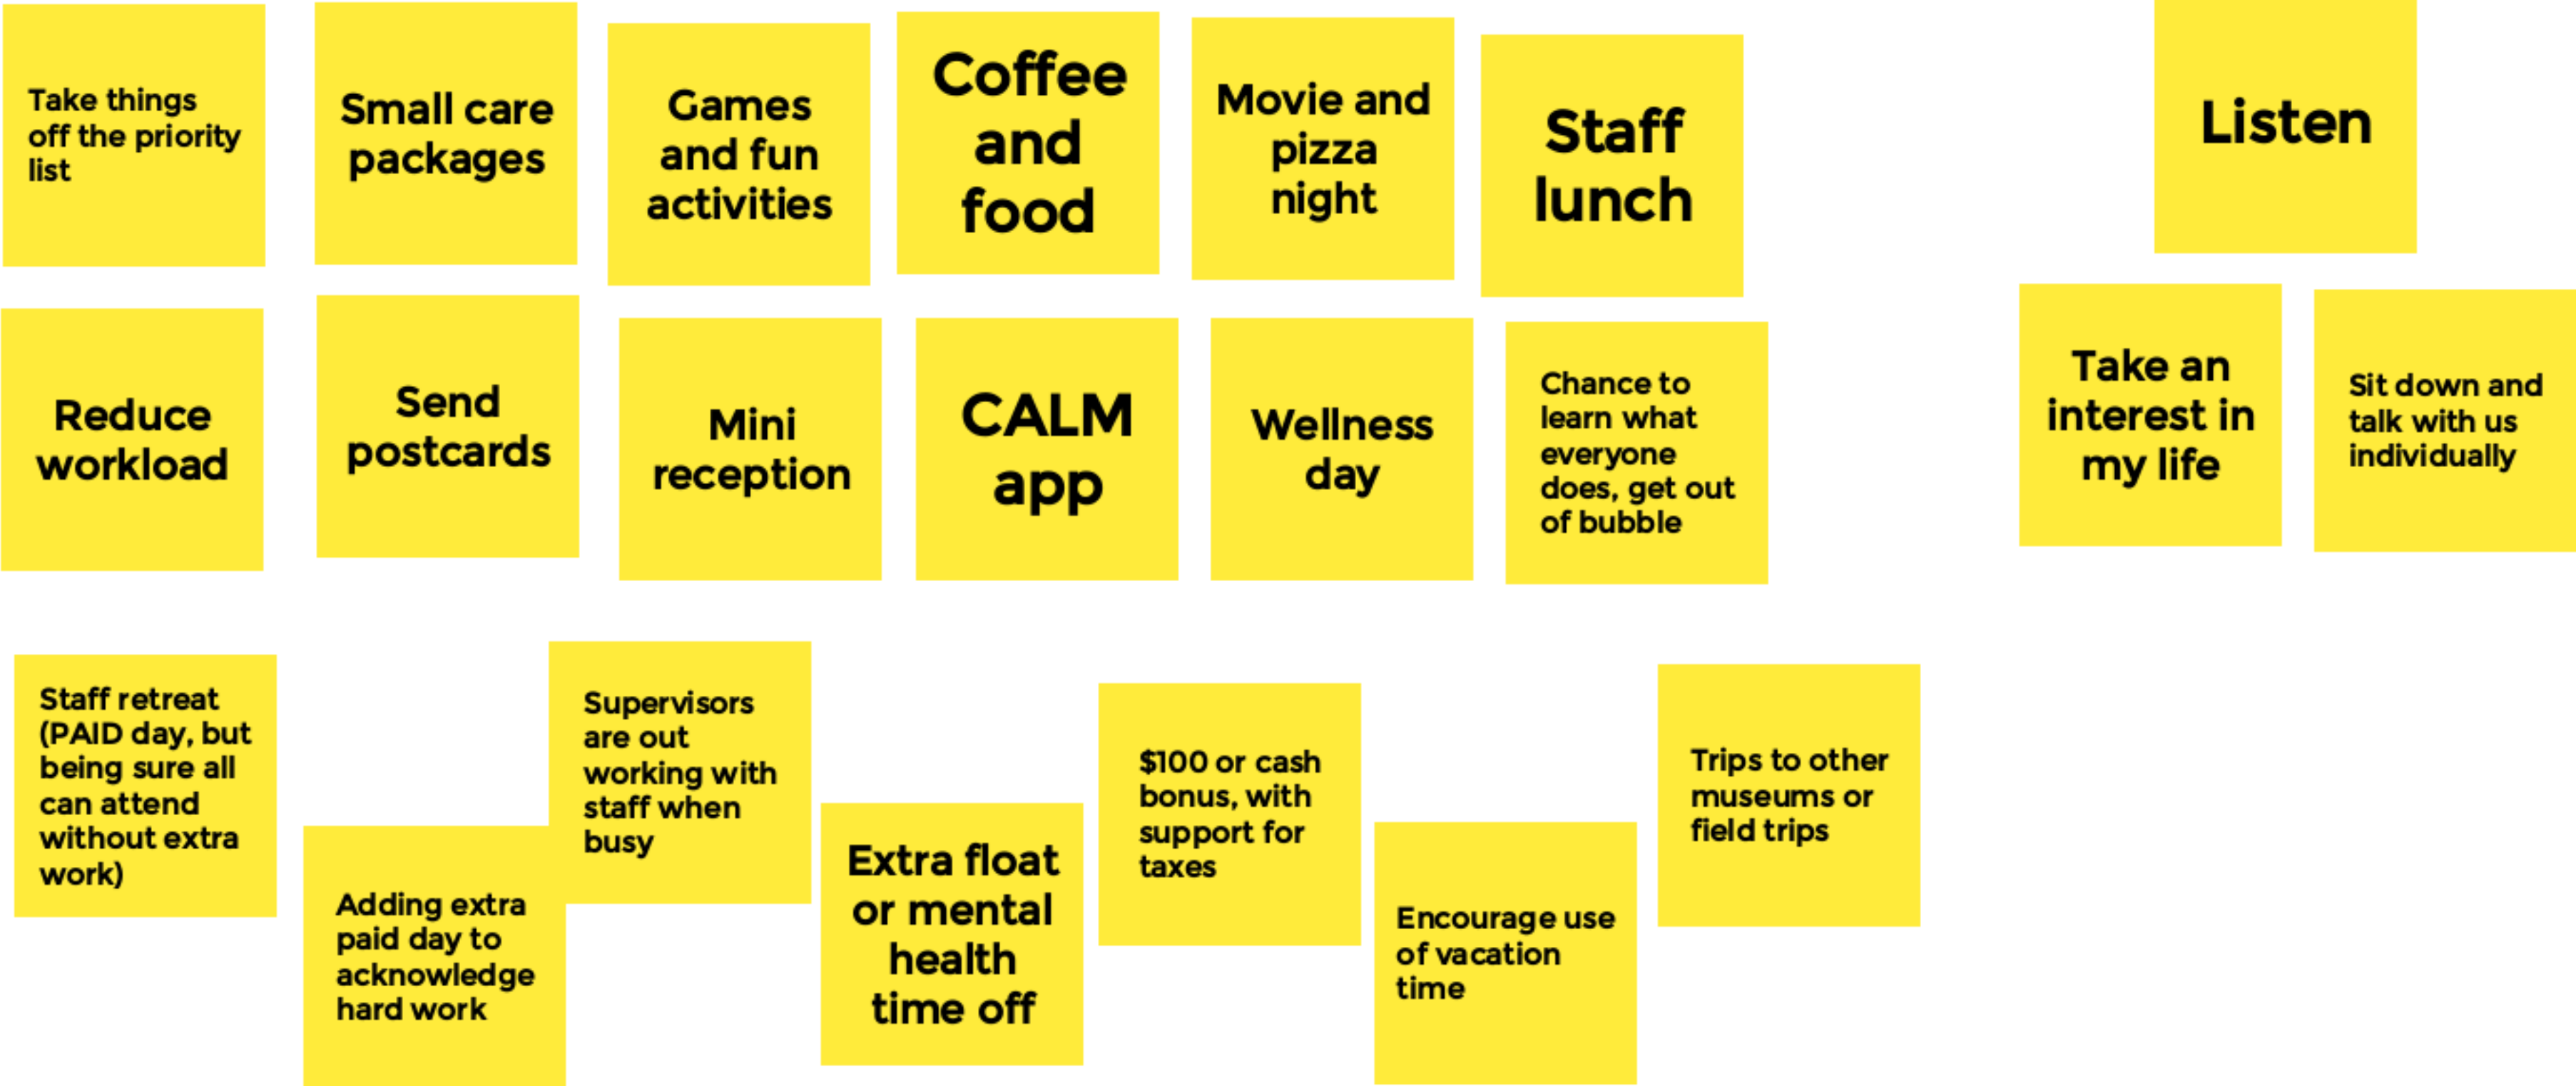 Take things
off the priority
list
Small care
packages
Games
and fun
activities
Coffee
and
food
Movie and
pizza
night
Staff
lunch
Listen
Reduce
workload
Send
postcards
Mini
reception
CALM
app
Wellness
day
Chance to
learn what
everyone
does, get out
of bubble
Take an
interest in
my life
Sit down and
talk with us
individually
Staff retreat
(PAID day, but
being sure all
can attend
without extra
work)
Adding extra
paid day to
acknowledge
hard work
Supervisors
are out
working with
staff when
busy
Extra float
or mental
health
time off
$100 or cash
bonus, with
support for
taxes
Encourage use
of vacation
time
Trips to other
museums or
field trips